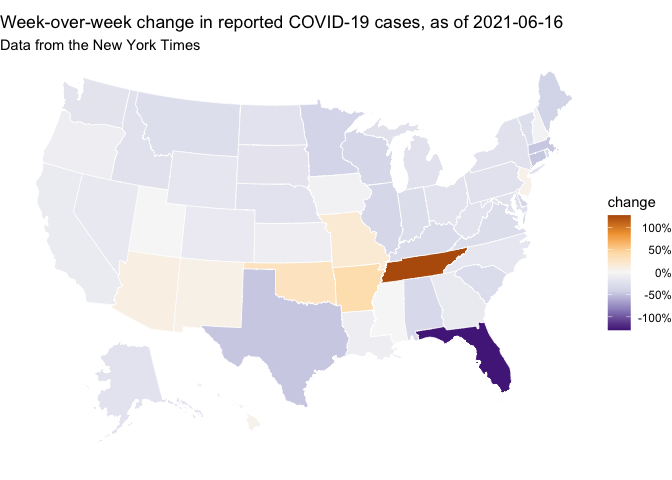 Week-over-week change in reported COVID-19 cases, as of 2021-06-16
Data from the New York Times
change
100%
50%
0%
-50%
-100%